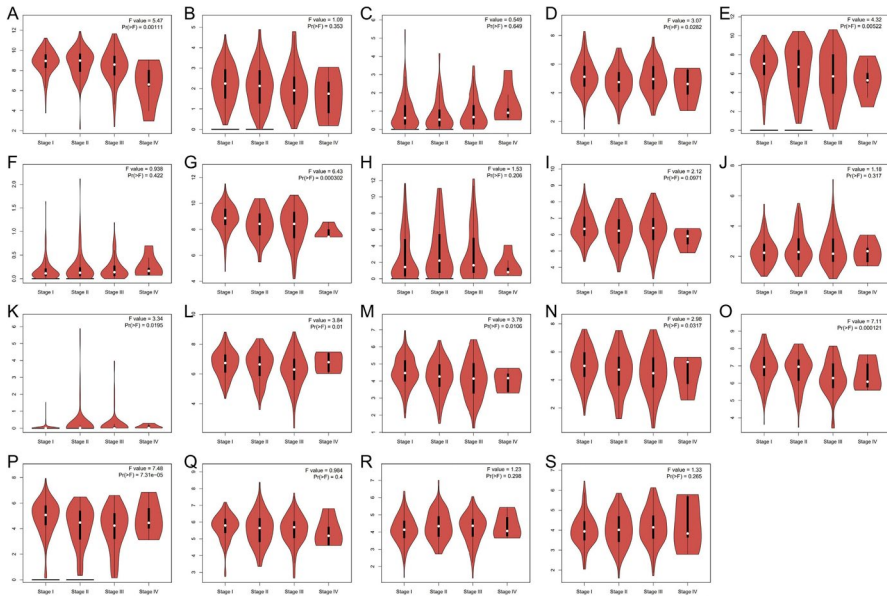 A
F value = 5.47
Pr(>F) = 0.00111
Stage I Stage II Stage III Stage IV
B
F value = 1.09
Pr(>F) = 0.353
Stage I Stage II Stage III Stage IV
C
F value = 0.549
Pr(>F) = 0.649
Stage I Stage II Stage III Stage IV
D
F value = 3.07
Pr(>F) = 0.0282
Stage I Stage II Stage III Stage IV
E
F value = 4.32
Pr(>F) = 0.00522
Stage I Stage II Stage III Stage IV
F
F value = 0.938
Pr(>F) = 0.422
Stage I Stage II Stage III Stage IV
G
F value = 6.43
Pr(>F) = 0.000302
Stage I Stage II Stage III Stage IV
H
F value = 1.53
Pr(>F) = 0.206
Stage I Stage II Stage III Stage IV
I
F value = 2.12
Pr(>F) = 0.0971
Stage I Stage II Stage III Stage IV
J
F value = 1.18
Pr(>F) = 0.317
Stage I Stage II Stage III Stage IV
K
F value = 3.34
Pr(>F) = 0.0195
Stage I Stage II Stage III Stage IV
L
F value = 3.84
Pr(>F) = 0.01
Stage I Stage II Stage III Stage IV
M
F value = 3.79
Pr(>F) = 0.0106
Stage I Stage II Stage III Stage IV
N
F value = 2.98
Pr(>F) = 0.0317
Stage I Stage II Stage III Stage IV
O
F value = 7.11
Pr(>F) = 0.000121
Stage I Stage II Stage III Stage IV
P
F value = 7.48
Pr(>F) = 7.31e−05
Stage I Stage II Stage III Stage IV
Q
F value = 0.984
Pr(>F) = 0.4
Stage I Stage II Stage III Stage IV
R
F value = 1.23
Pr(>F) = 0.298
Stage I Stage II Stage III Stage IV
S
F value = 1.33
Pr(>F) = 0.265
Stage I Stage II Stage III Stage IV